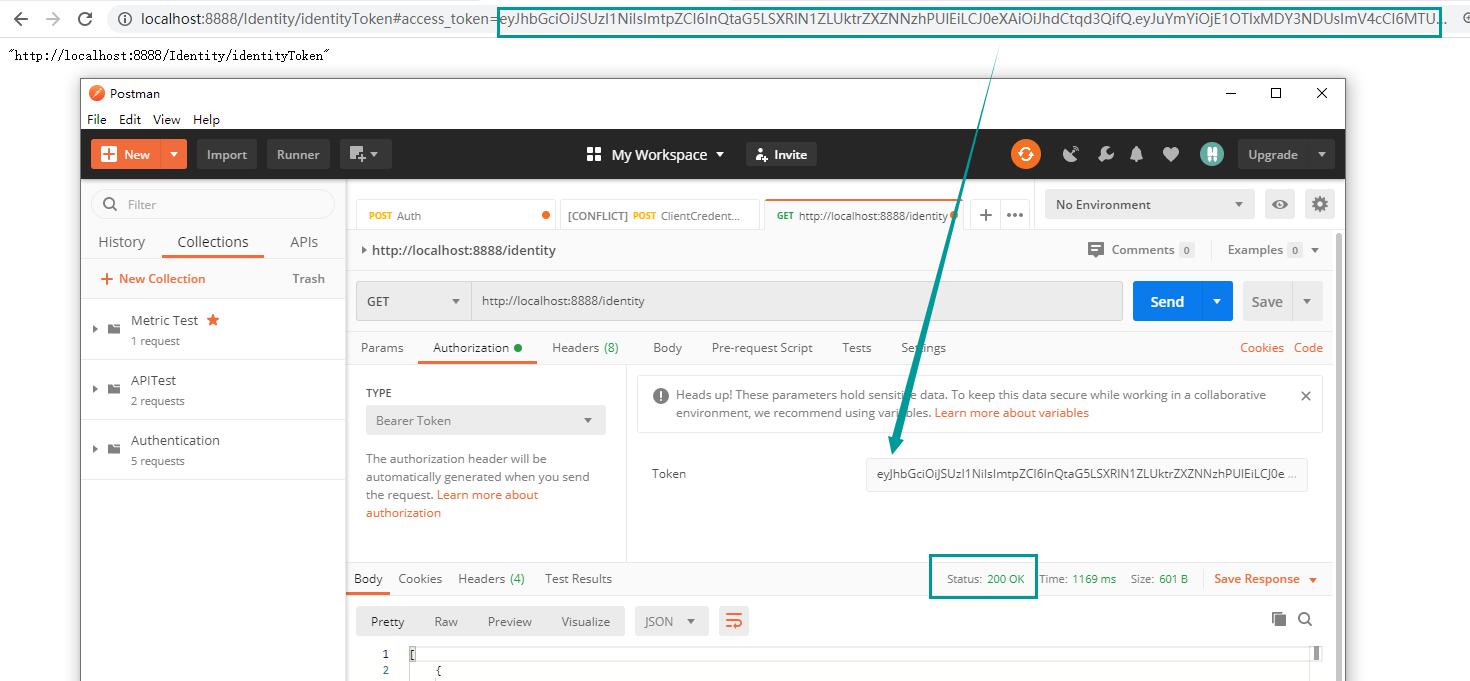 localhost:8888/Identity/identityToken#access_token=eyJhbGciOiJSUzI1NiIsImtpZCI6InQtaG5LSXRIN1ZLUktrZXZNNzhPUlEiLCJ0eXAiOiJhdCtqd3QifQ.eyJuYmYiOjE1OTIxMDY3NDUsImV4cCI6MTU...
"http://localhost:8888/Identity/identityToken"
Postman
File Edit View Help
New Import Runner My Workspace Invite Upgrade
Filter
History Collections APIs
New Collection Trash
Metric Test
1 request
APITest
2 requests
Authentication
5 requests
POST Auth [CONFLICT] POST ClientCredent... GET http://localhost:8888/identity No Environment
http://localhost:8888/identity Comments 0 Examples 0
GET http://localhost:8888/identity Send Save
Params Authorization Headers (8) Body Pre-request Script Tests Settings Cookies Code
TYPE
Bearer Token
The authorization header will be
automatically generated when you send
the request. Learn more about
authorization
Heads up! These parameters hold sensitive data. To keep this data secure while working in a collaborative
environment, we recommend using variables. Learn more about variables
Token eyJhbGciOiJSUzI1NiIsImtpZCI6InQtaG5LSXRIN1ZLUktrZXZNNzhPUlEiLCJ0e...
Body Cookies Headers (4) Test Results Status: 200 OK Time: 1169 ms Size: 601 B Save Response
Pretty Raw Preview Visualize JSON
1 [
2 {